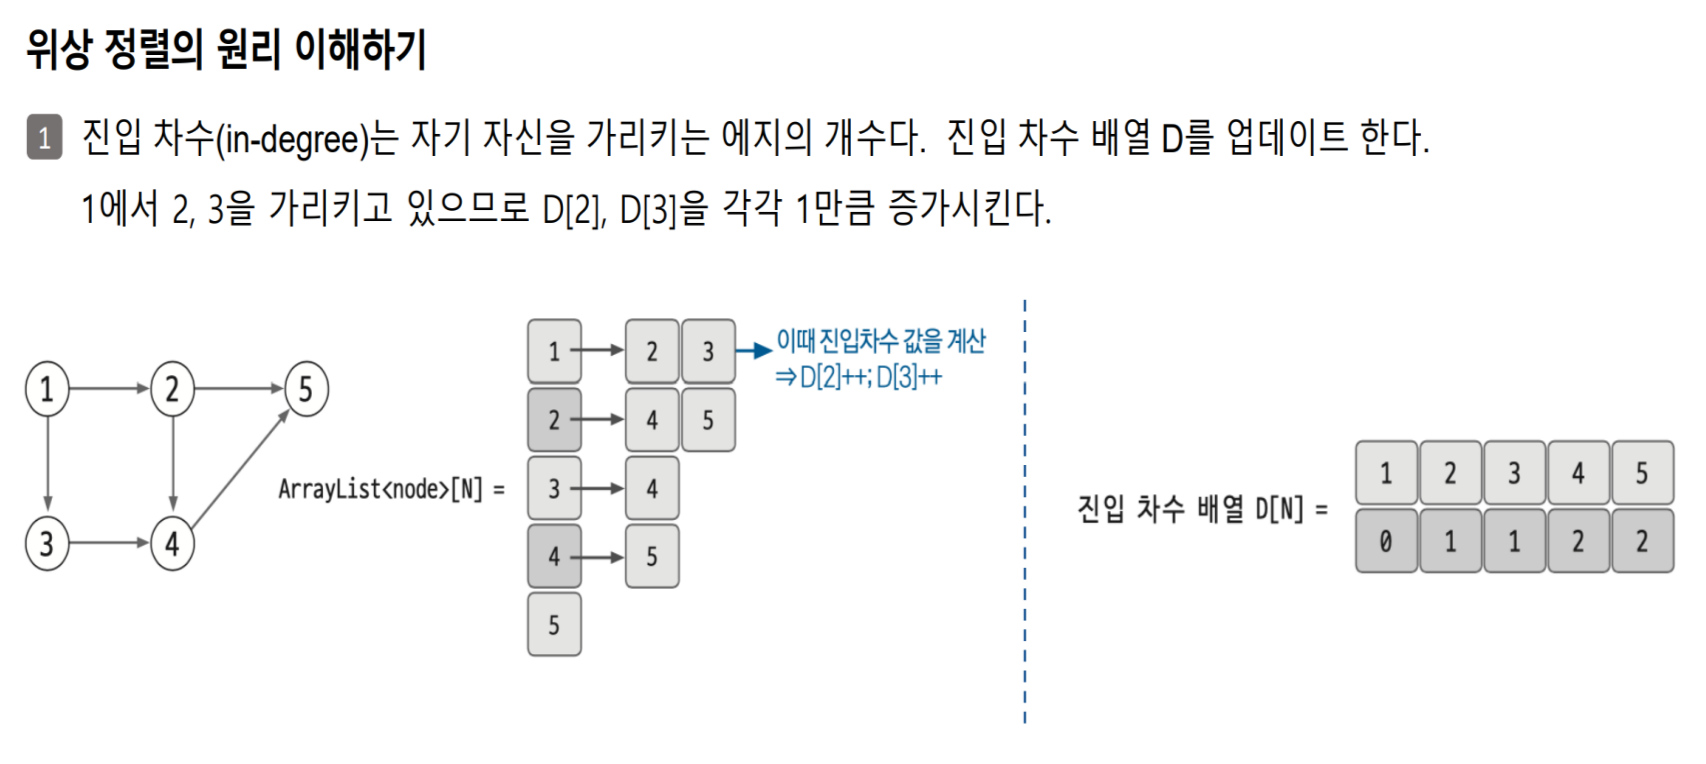 위상 정렬의 원리 이해하기
1 진입 차수(in-degree)는 자기 자신을 가리키는 에지의 개수다. 진입 차수 배열 D를 업데이트 한다.
1에서 2, 3을 가리키고 있으므로 D[2], D[3]을 각각 1만큼 증가시킨다.
1 2 5
3 4
ArrayList<node>[N] =
1 2 3
2 4 5
3 4
4 5
5
이때 진입차수 값을 계산
⇒ D[2]++; D[3]++
진입 차수 배열 D[N] =
1 2 3 4 5
0 1 1 2 2